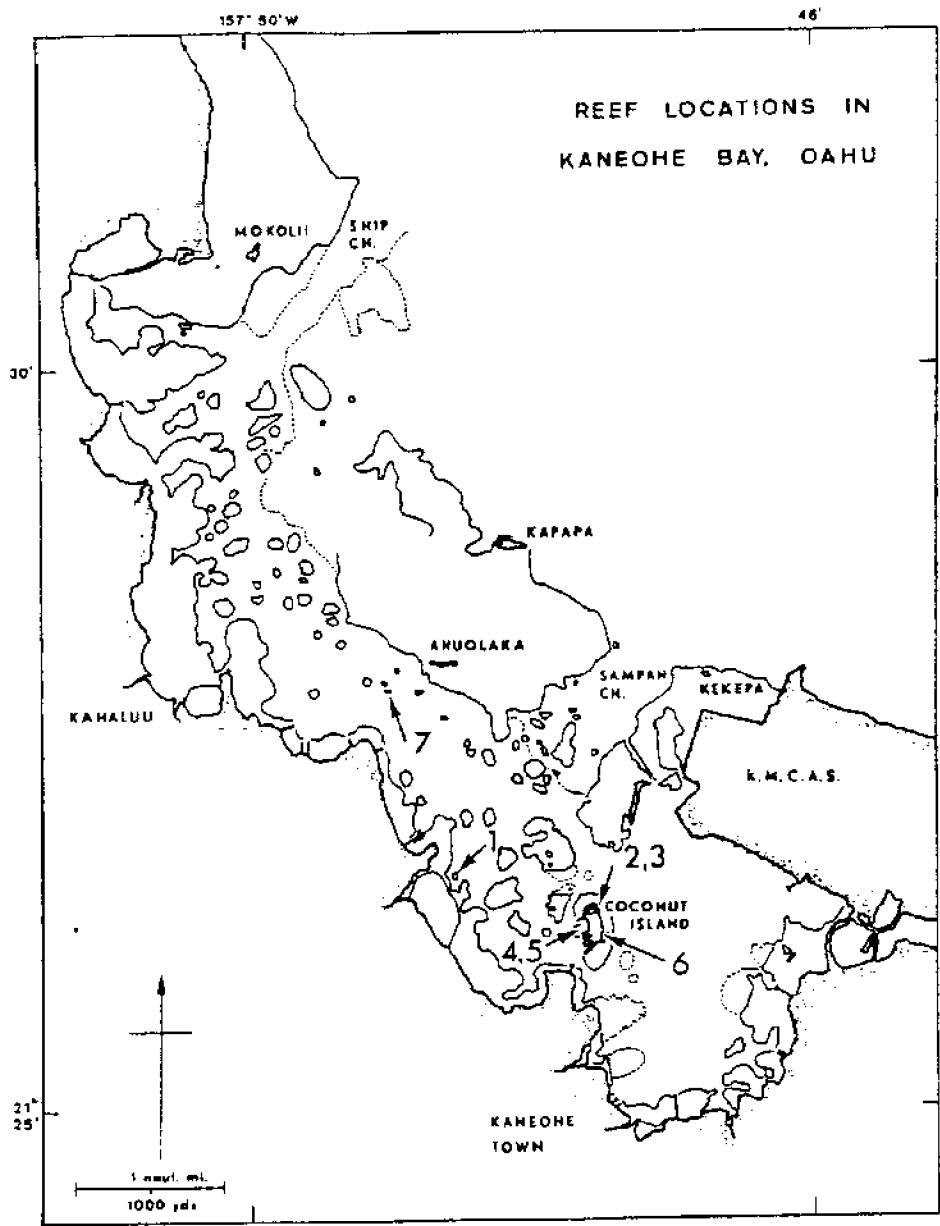 157° 50' W
46'
REEF LOCATIONS IN
KANEOHE BAY, OAHU
MOKOLII
SHIP
CH.
30'
KAPAPA
AHUOLAKA
SAMPAN
CH.
KEKEPA
KAHALUU
7
K.M.C.A.S.
1
2,3
COCONUT
ISLAND
4,5
6
21°
25'
KANEOHE
TOWN
1 naut. mi.
1000 yds